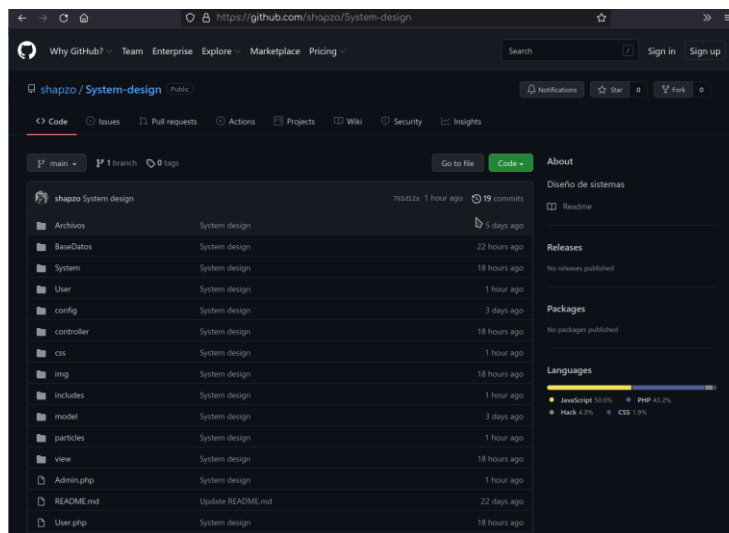 https://github.com/shapzo/System-design
Why GitHub? Team Enterprise Explore Marketplace Pricing Search / Sign in Sign up
shapzo / System-design Public Notifications Star 0 Fork 0
Code Issues Pull requests Actions Projects Wiki Security Insights
main 1 branch 0 tags Go to file Code
shapzo System design 761d12a 1 hour ago 19 commits
Archivos System design 5 days ago
BaseDatos System design 22 hours ago
System System design 18 hours ago
User System design 1 hour ago
config System design 3 days ago
controller System design 18 hours ago
css System design 1 hour ago
img System design 18 hours ago
includes System design 1 hour ago
model System design 3 days ago
particles System design 1 hour ago
view System design 18 hours ago
Admin.php System design 1 hour ago
README.md Update README.md 22 days ago
User.php System design 18 hours ago
About
Diseño de sistemas
Readme
Releases
No releases published
Packages
No packages published
Languages
JavaScript 50.6% PHP 43.2%
Hack 4.3% CSS 1.9%